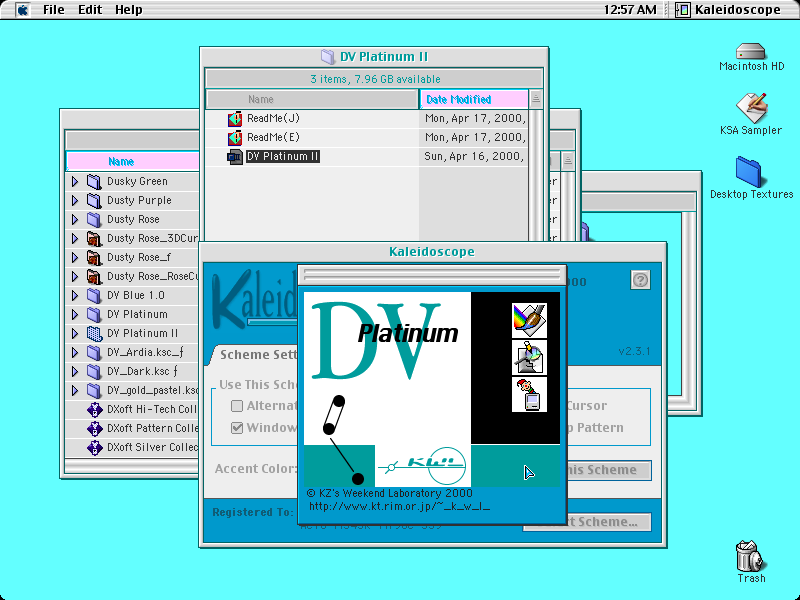 File Edit Help
12:57 AM
Kaleidoscope
DV Platinum II
3 items, 7.96 GB available
Name
Date Modified
ReadMe(J)
Mon, Apr 17, 2000,
ReadMe(E)
Mon, Apr 17, 2000,
DV Platinum II
Sun, Apr 16, 2000,
Name
Dusky Green
Dusty Purple
Dusty Rose
Dusty Rose_3DCur
Dusty Rose_f
Dusty Rose_RoseCu
DV Blue 1.0
DV Platinum
DV Platinum II
DV_Ardia.ksc_ƒ
DV_Dark.ksc ƒ
DV_gold_pastel.ksc
DXoft Hi-Tech Coll
DXoft Pattern Colle
DXoft Silver Collec
Kaleidoscope
Kaleid
000
?
v2.3.1
Scheme Sett
Use This Sche
Alternat
Window
Cursor
p Pattern
Accent Color:
his Scheme
Registered To:
t Scheme...
DV
Platinum
KWL
© KZ's Weekend Laboratory 2000
http://www.kt.rim.or.jp/~_k_w_l_
Macintosh HD
KSA Sampler
Desktop Textures
Trash